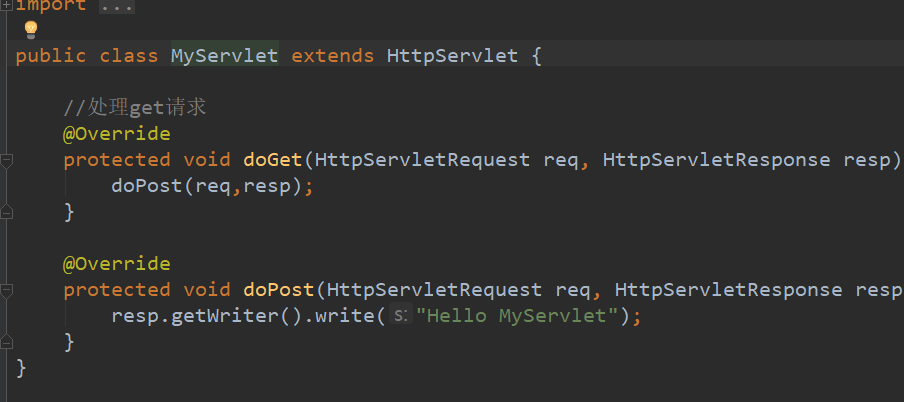 import ...
public class MyServlet extends HttpServlet {
//处理get请求
@Override
protected void doGet(HttpServletRequest req, HttpServletResponse resp)
doPost(req,resp);
}
@Override
protected void doPost(HttpServletRequest req, HttpServletResponse resp
resp.getWriter().write( s: "Hello MyServlet");
}
}